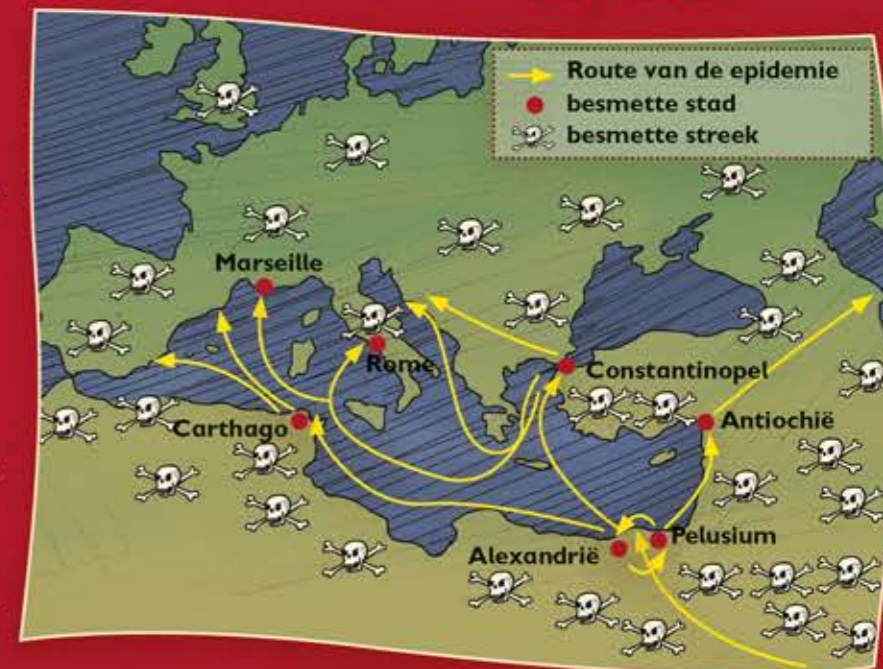 Route van de epidemie
besmette stad
besmette streek
Marseille
Rome
Constantinopel
Carthago
Antiochië
Alexandrië
Pelusium